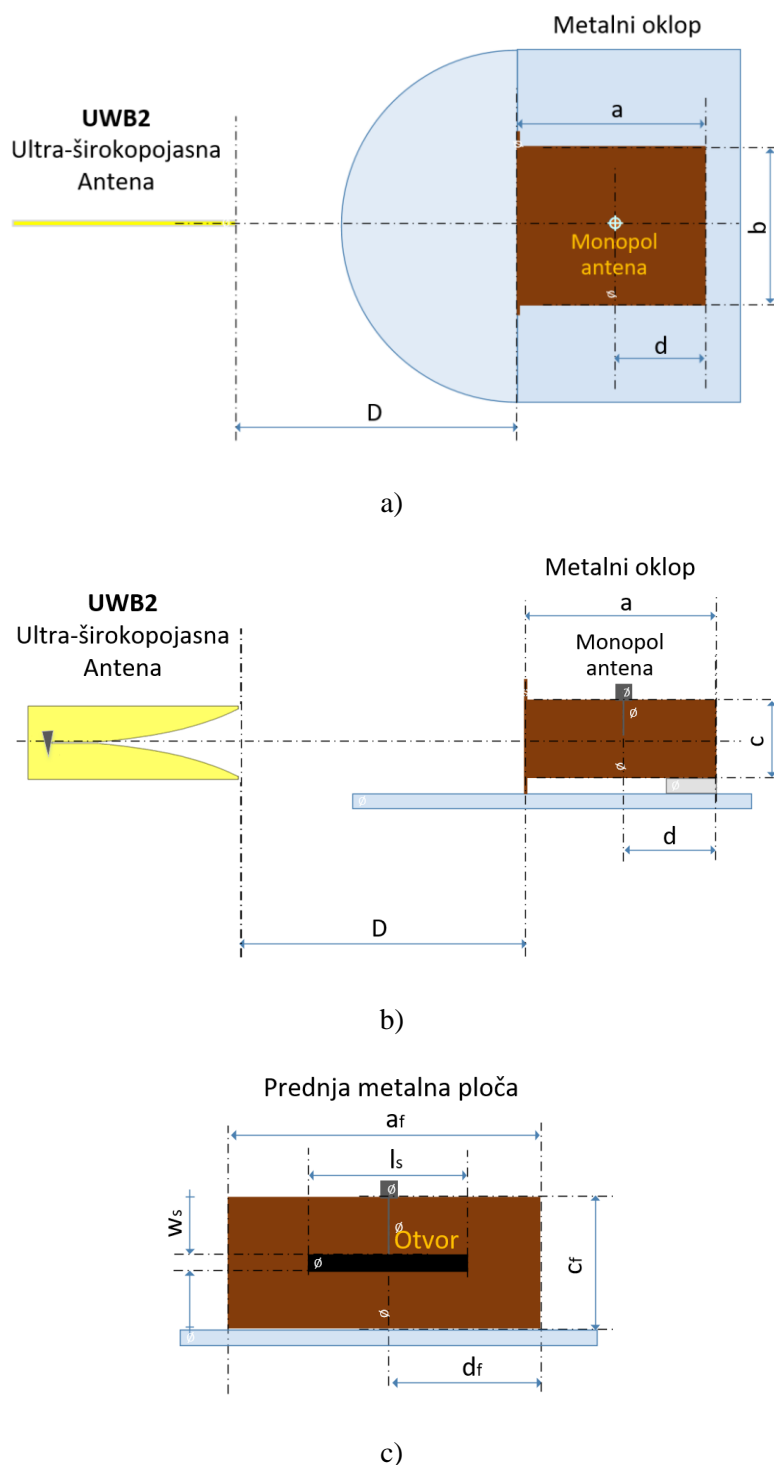 Metalni oklop
UWB2
Ultra-širokopojasna
Antena
a
b
Monopol
antena
ø
d
D
a)
Metalni oklop
UWB2
Ultra-širokopojasna
Antena
a
Monopol
antena
ø
ø
c
ø
ø
ø
d
D
b)
Prednja metalna ploča
af
ls
ø
ws
ø
Otvor
ø
cf
ø
df
c)